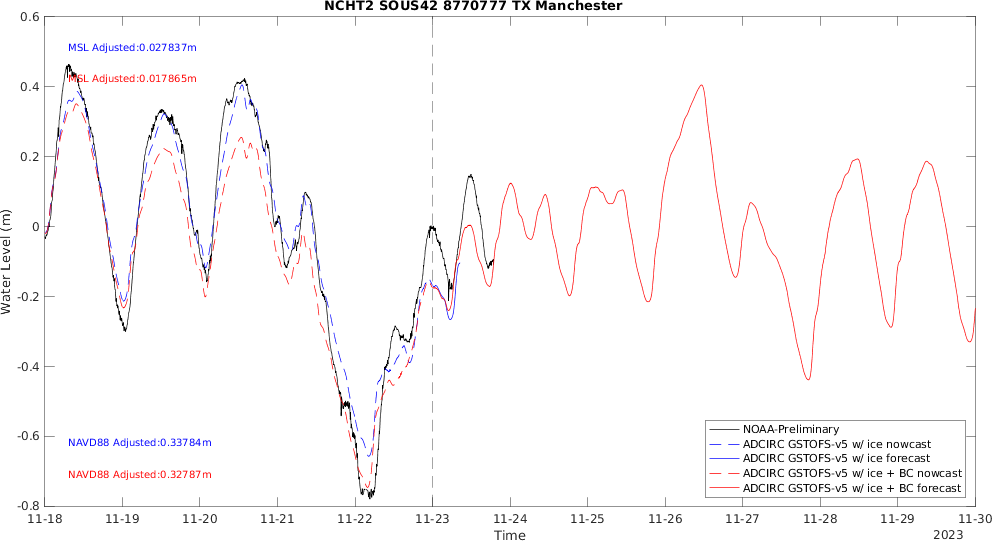 NCHT2 SOUS42 8770777 TX Manchester
0.6
0.4
0.2
0
-0.2
-0.4
-0.6
-0.8
Water Level (m)
MSL Adjusted:0.027837m
MSL Adjusted:0.017865m
NAVD88 Adjusted:0.33784m
NAVD88 Adjusted:0.32787m
NOAA-Preliminary
ADCIRC GSTOFS-v5 w/ ice nowcast
ADCIRC GSTOFS-v5 w/ ice forecast
ADCIRC GSTOFS-v5 w/ ice + BC nowcast
ADCIRC GSTOFS-v5 w/ ice + BC forecast
11-18 11-19 11-20 11-21 11-22 11-23 11-24 11-25 11-26 11-27 11-28 11-29 11-30
Time
2023